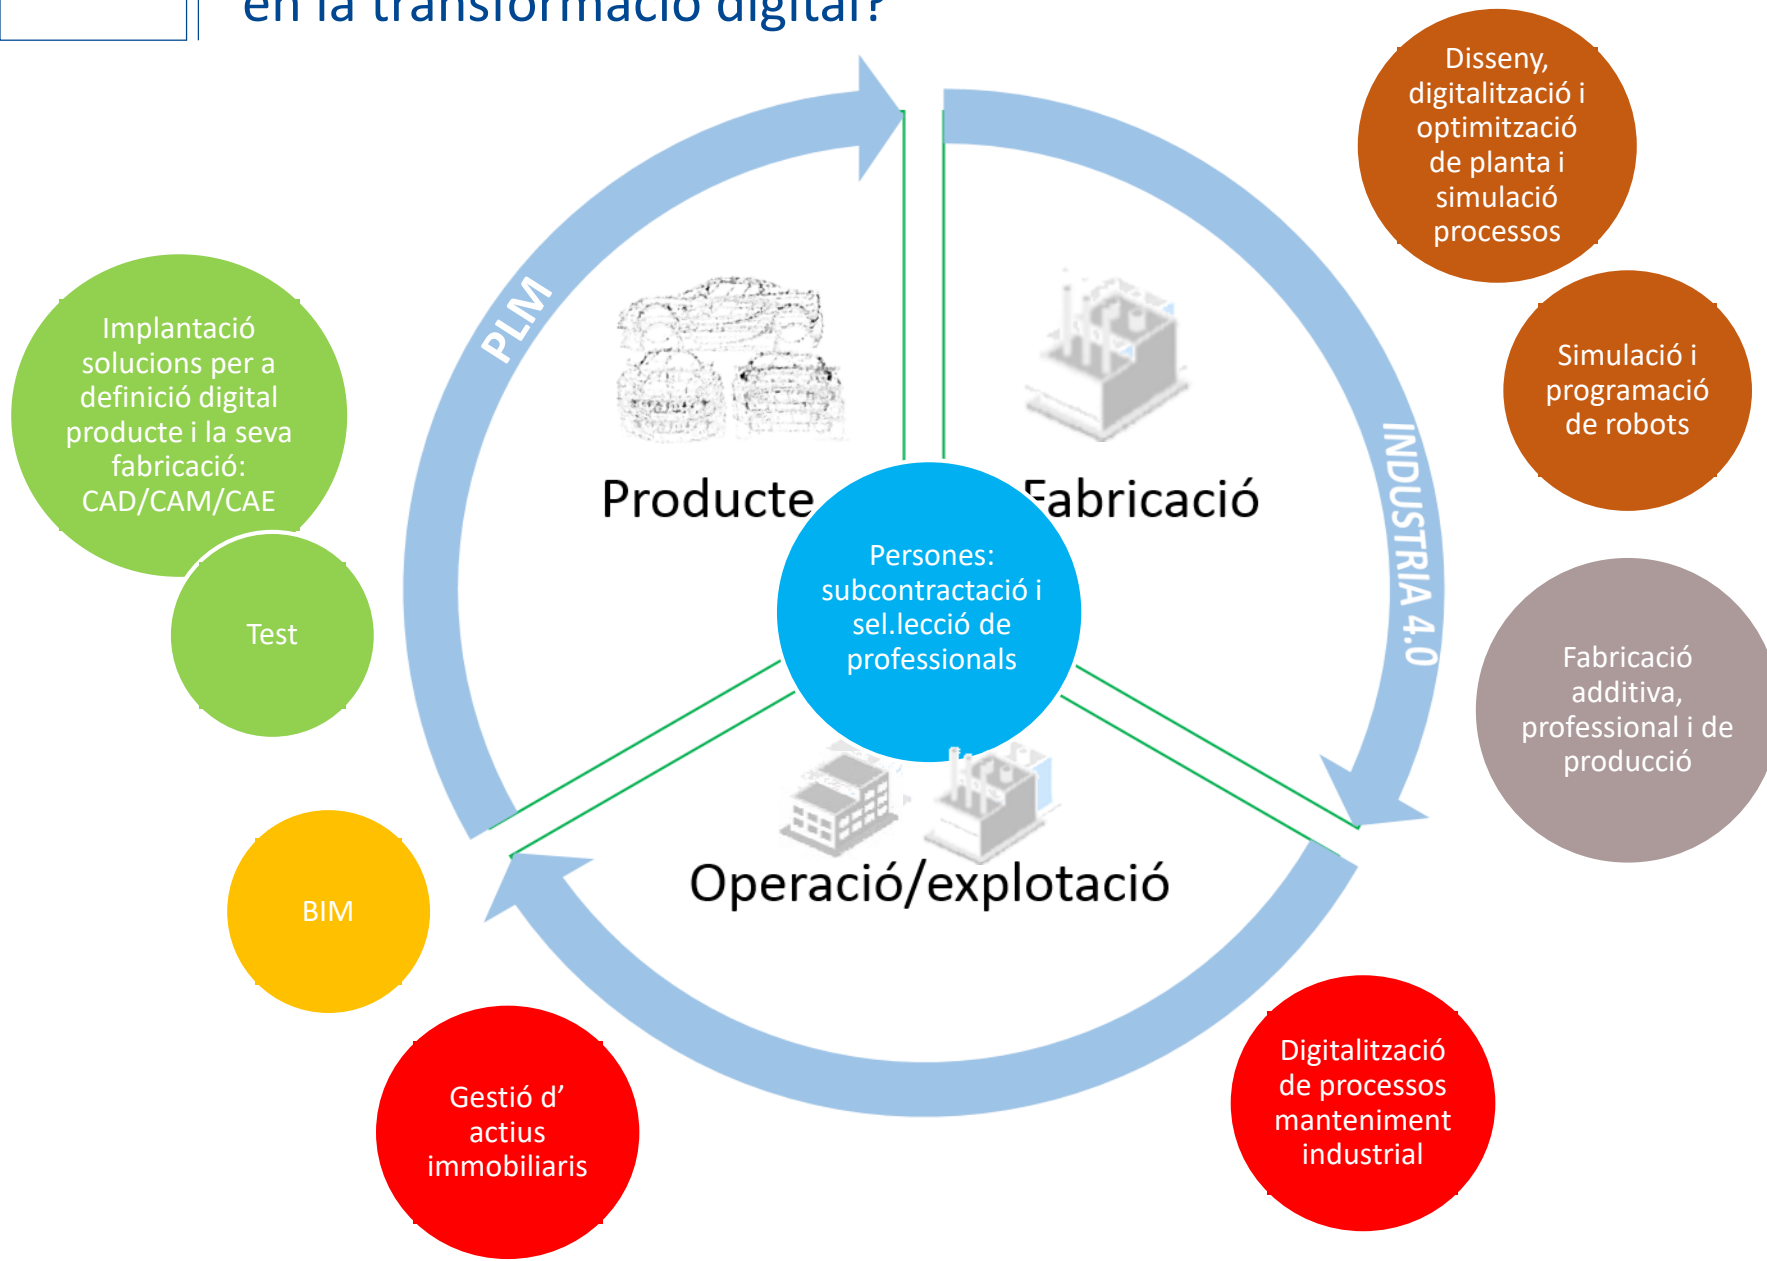 en la transformació digital?
Disseny,
digitalització i
optimització
de planta i
simulació
processos
PLM
Implantació
solucions per a
definició digital
producte i la seva
fabricació:
CAD/CAM/CAE
Simulació i
programació
de robots
INDUSTRIA 4.0
Producte
Fabricació
Persones:
subcontractació i
sel.lecció de
professionals
Test
Fabricació
additiva,
professional i de
producció
Operació/explotació
BIM
Gestió d’
actius
immobiliaris
Digitalització
de processos
manteniment
industrial